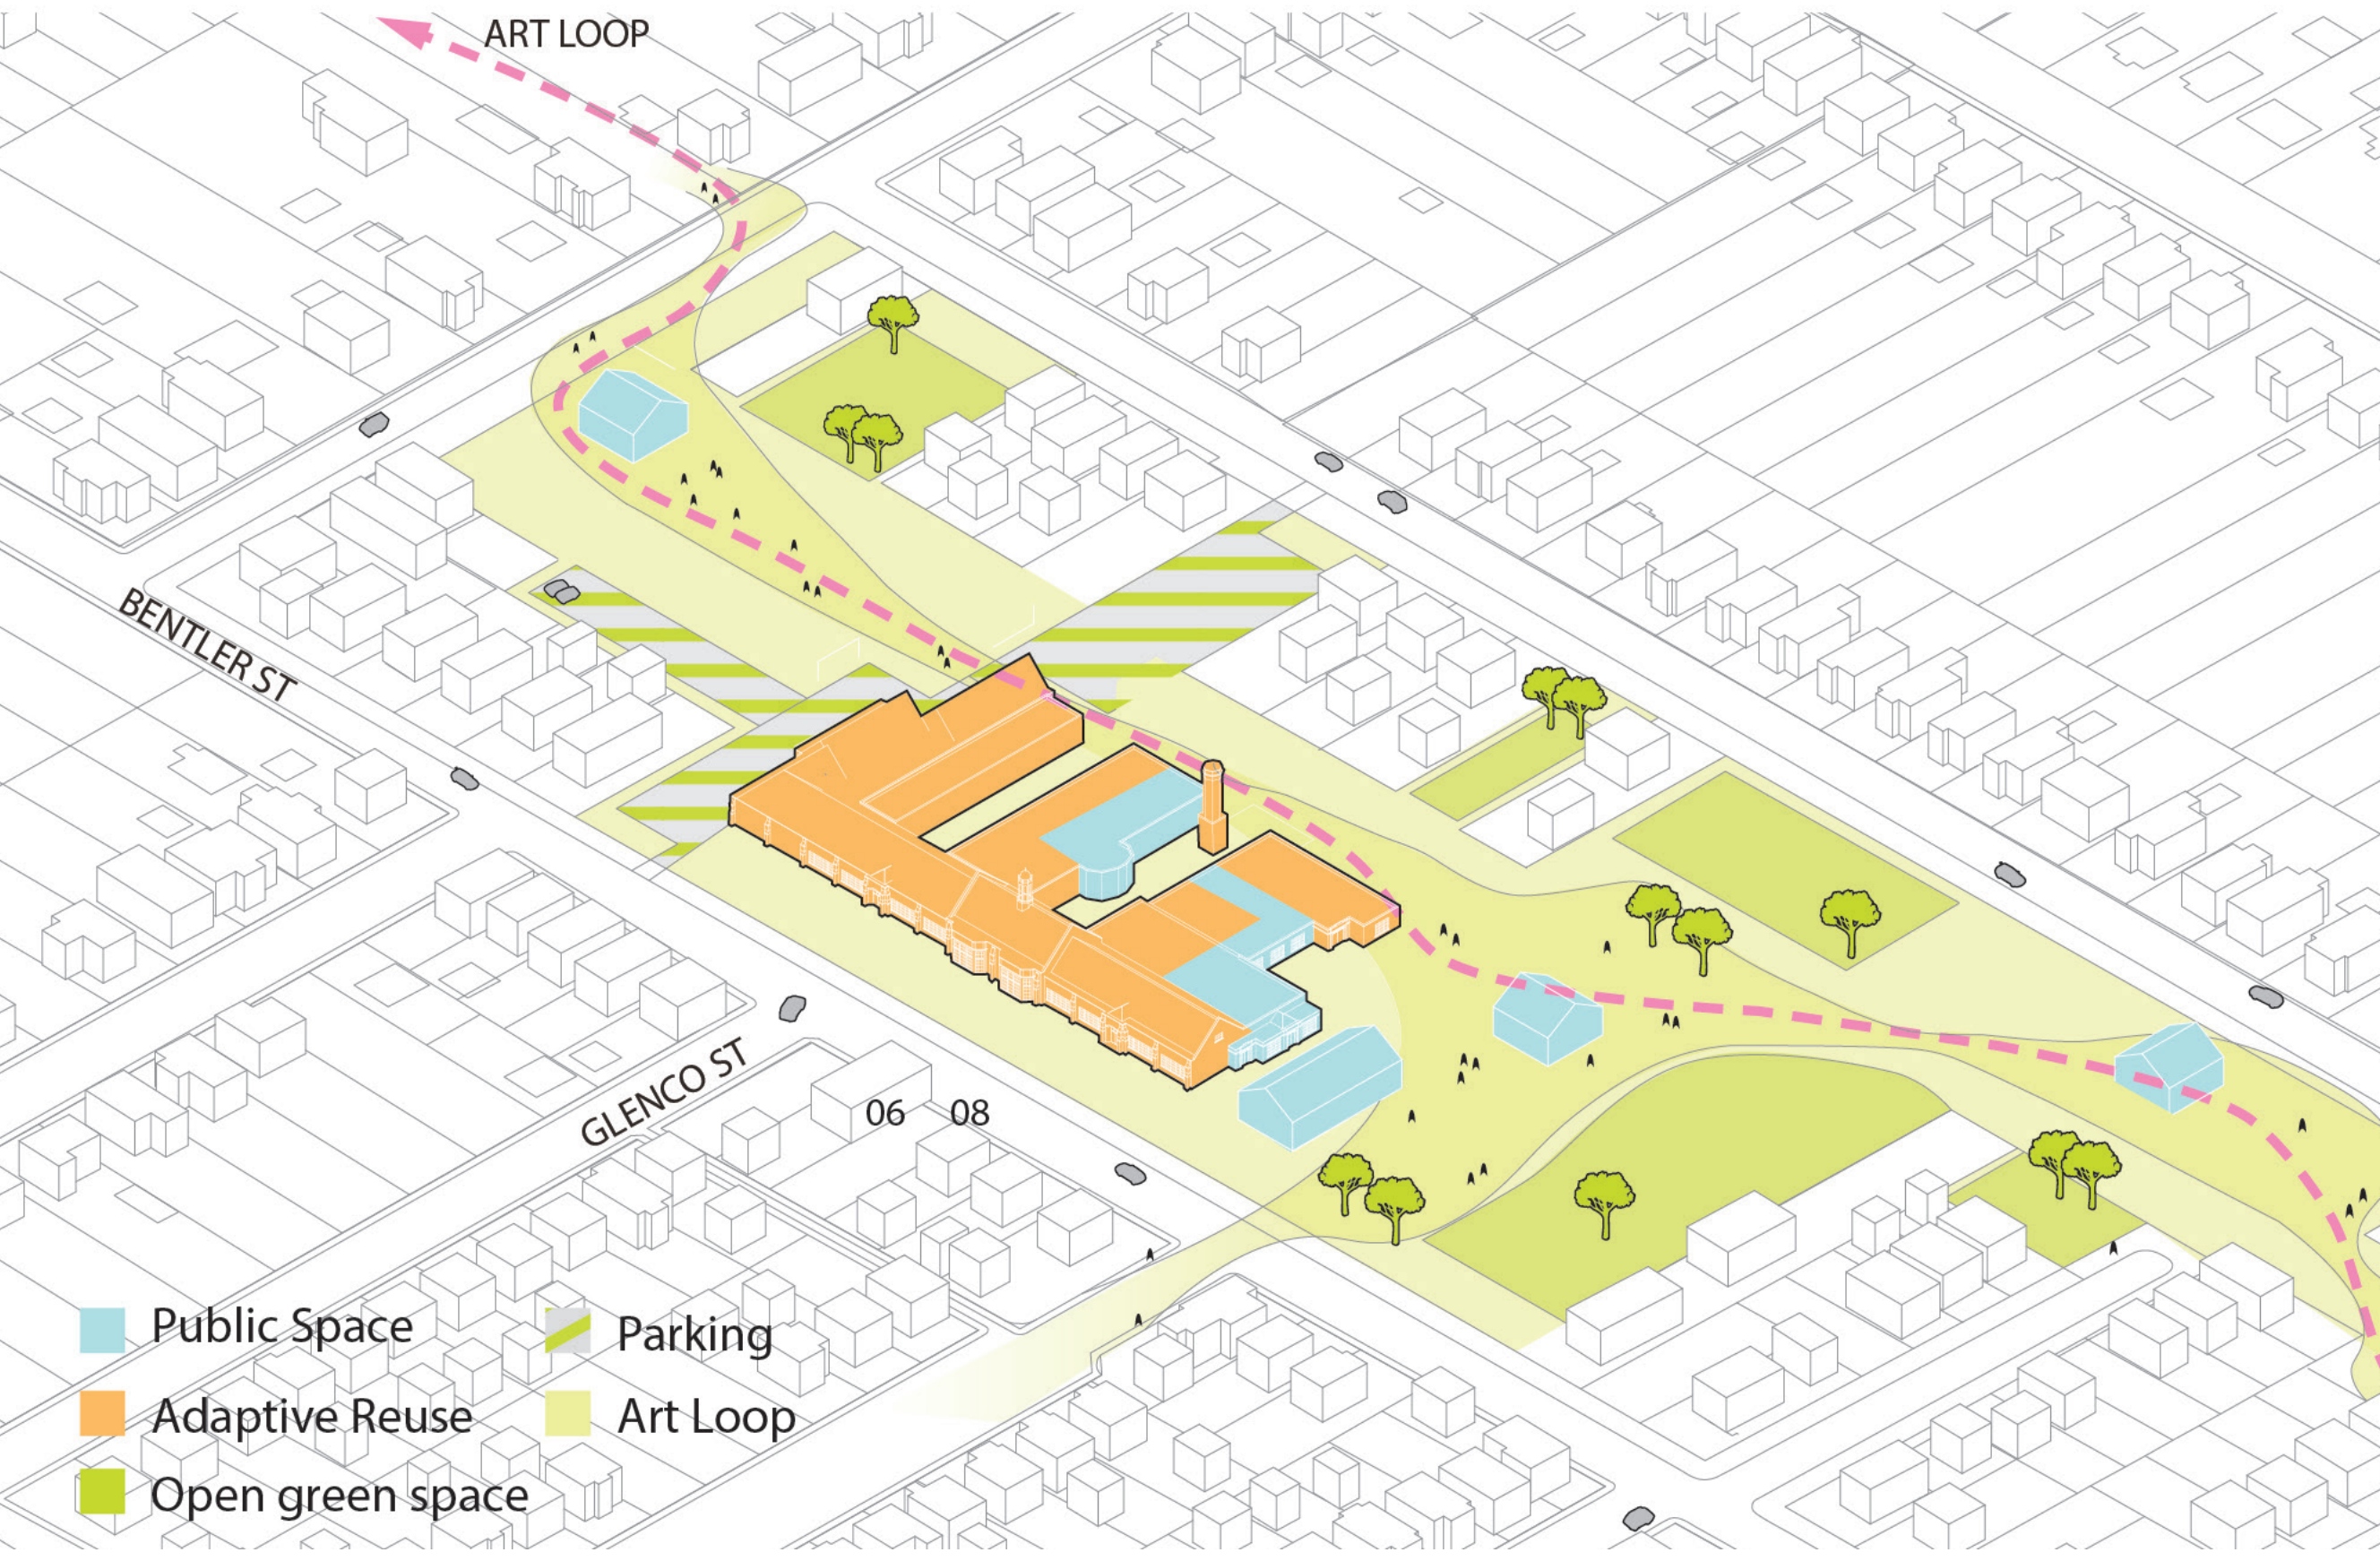 ART LOOP
BENTLER ST
GLENCO ST
06 08
Public Space
Adaptive Reuse
Open green space
Parking
Art Loop